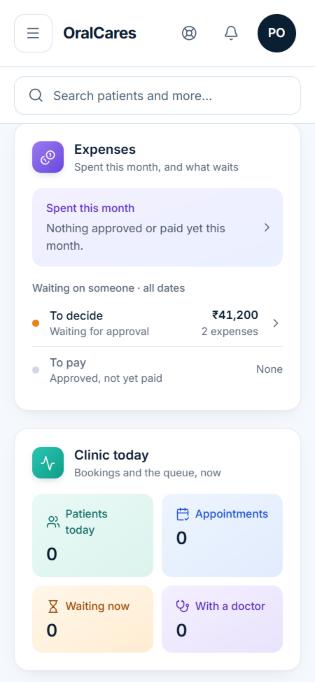 OralCares
PO
Search patients and more...
Expenses
Spent this month, and what waits
Spent this month
Nothing approved or paid yet this
month.
Waiting on someone · all dates
To decide
₹41,200
Waiting for approval
2 expenses
To pay
None
Approved, not yet paid
Clinic today
Bookings and the queue, now
Patients
today
0
Appointments
0
Waiting now
0
With a doctor
0